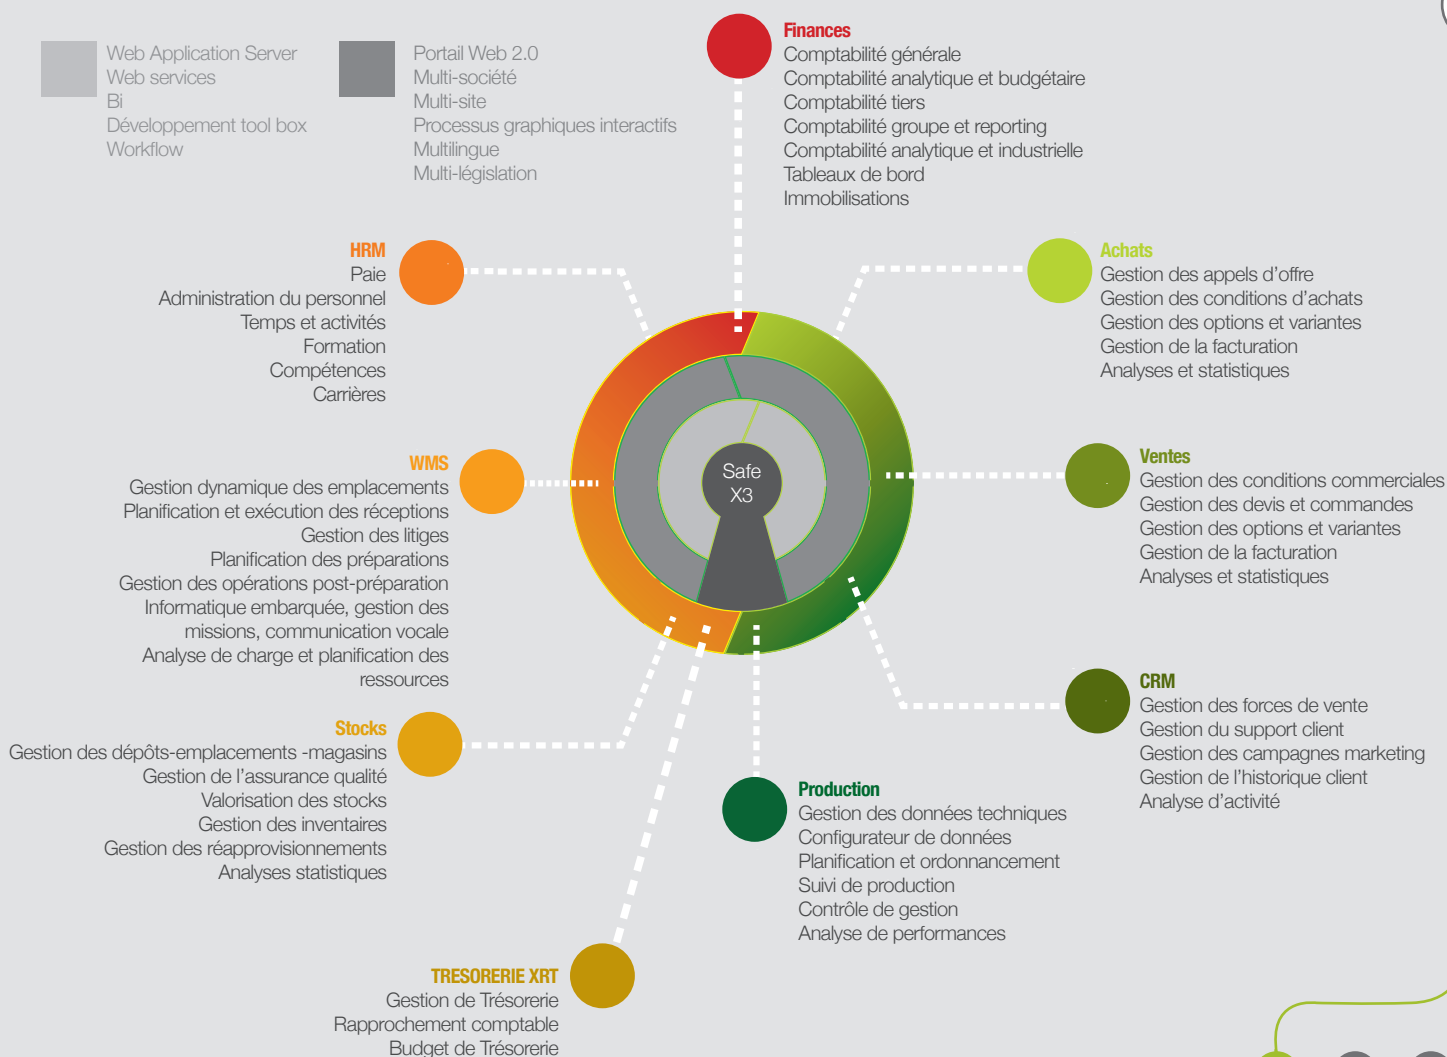 Web Application Server
Web services
Bi
Développement tool box
Workflow
Portail Web 2.0
Multi-société
Multi-site
Processus graphiques interactifs
Multilingue
Multi-législation
Finances
Comptabilité générale
Comptabilité analytique et budgétaire
Comptabilité tiers
Comptabilité groupe et reporting
Comptabilité analytique et industrielle
Tableaux de bord
Immobilisations
HRM
Paie
Administration du personnel
Temps et activités
Formation
Compétences
Carrières
Achats
Gestion des appels d'offre
Gestion des conditions d'achats
Gestion des options et variantes
Gestion de la facturation
Analyses et statistiques
WMS
Gestion dynamique des emplacements
Planification et exécution des réceptions
Gestion des litiges
Planification des préparations
Gestion des opérations post-préparation
Informatique embarquée, gestion des
missions, communication vocale
Analyse de charge et planification des
ressources
Safe
X3
Ventes
Gestion des conditions commerciales
Gestion des devis et commandes
Gestion des options et variantes
Gestion de la facturation
Analyses et statistiques
CRM
Gestion des forces de vente
Gestion du support client
Gestion des campagnes marketing
Gestion de l'historique client
Analyse d'activité
Stocks
Gestion des dépôts-emplacements -magasins
Gestion de l'assurance qualité
Valorisation des stocks
Gestion des inventaires
Gestion des réapprovisionnements
Analyses statistiques
Production
Gestion des données techniques
Configurateur de données
Planification et ordonnancement
Suivi de production
Contrôle de gestion
Analyse de performances
TRESORERIE XRT
Gestion de Trésorerie
Rapprochement comptable
Budget de Trésorerie